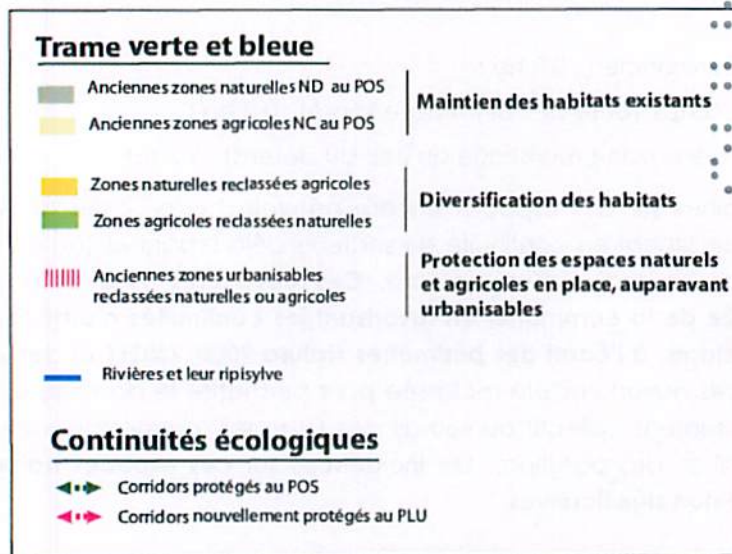 Trame verte et bleue
Anciennes zones naturelles ND au POS
Anciennes zones agricoles NC au POS
Maintien des habitats existants
Zones naturelles reclassées agricoles
Zones agricoles reclassées naturelles
Diversification des habitats
Anciennes zones urbanisables
reclassées naturelles ou agricoles
Protection des espaces naturels
et agricoles en place, auparavant
urbanisables
Rivières et leur ripisylve
Continuités écologiques
Corridors protégés au POS
Corridors nouvellement protégés au PLU